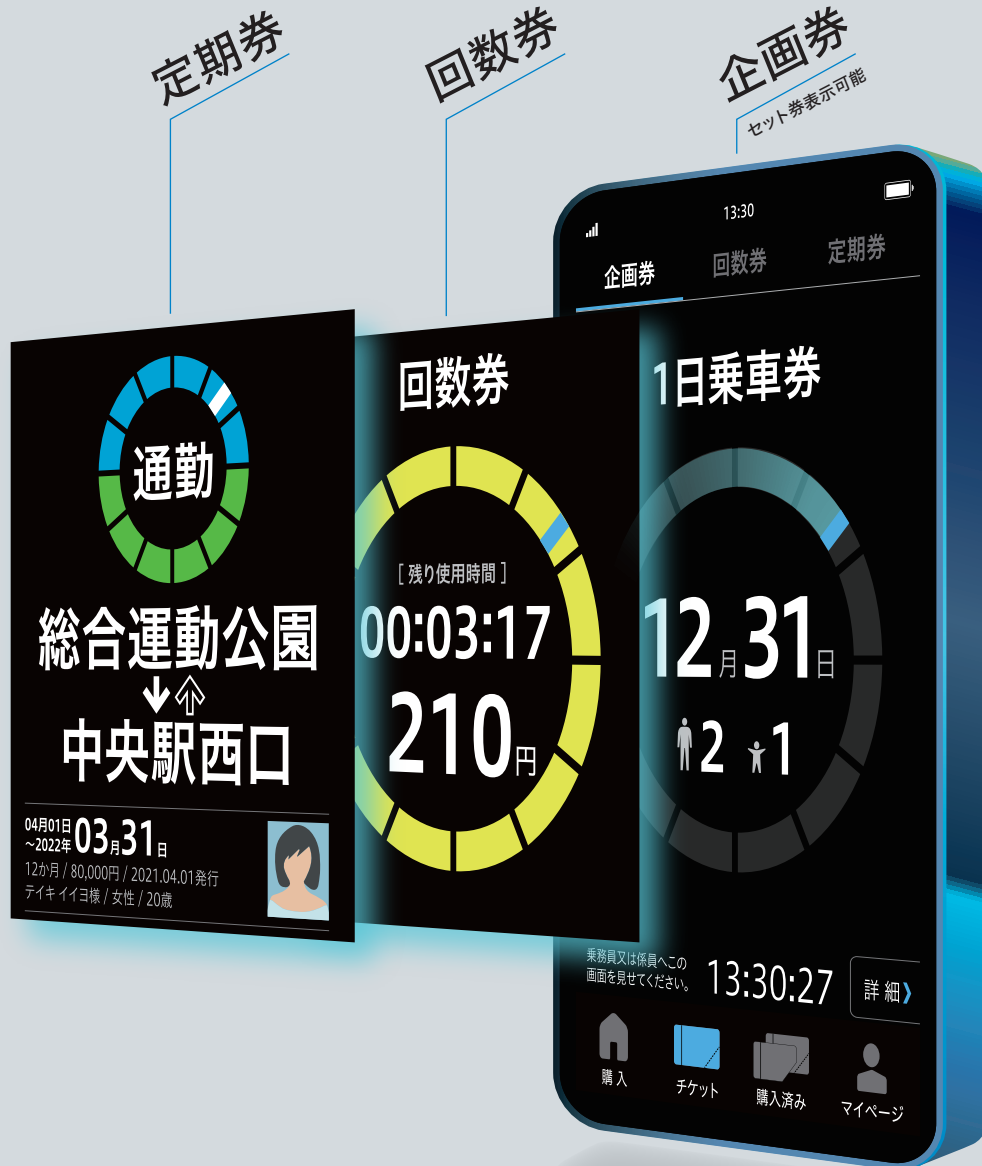 定期券
回数券
企画券
セット券表示可能
13:30
企画券
回数券
定期券
通勤
総合運動公園
中央駅西口
04月01日
～2022年03月31日
12か月 / 80,000円 / 2021.04.01発行
テイキ イイヨ様 / 女性 / 20歳
回数券
[ 残り使用時間 ]
00:03:17
210円
1日乗車券
12月31日
2 1
乗務員又は係員へこの
画面を見せてください。
13:30:27
詳 細❯
購 入
チケット
購入済み
マイページ